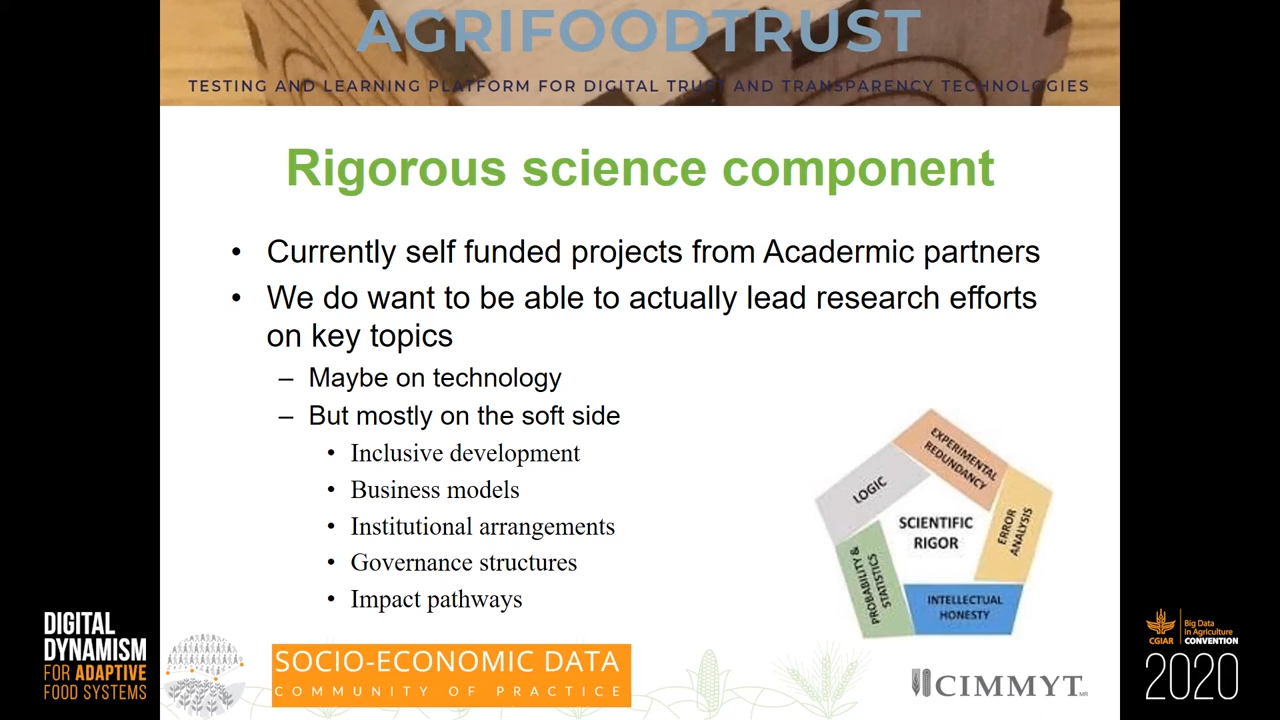 AGRIFOODTRUST
TESTING AND LEARNING PLATFORM FOR DIGITAL TRUST AND TRANSPARENCY TECHNOLOGIES
Rigorous science component
• Currently self funded projects from Acadermic partners
• We do want to be able to actually lead research efforts
on key topics
– Maybe on technology
– But mostly on the soft side
• Inclusive development
• Business models
• Institutional arrangements
• Governance structures
• Impact pathways
EXPERIMENTAL
REDUNDANCY
LOGIC
ERROR
ANALYSIS
SCIENTIFIC
RIGOR
PROBABILITY &
STATISTICS
INTELLECTUAL
HONESTY
DIGITAL
DYNAMISM
FOR ADAPTIVE
FOOD SYSTEMS
SOCIO-ECONOMIC DATA
COMMUNITY OF PRACTICE
CIMMYT MR
CGIAR
Big Data
in Agriculture
CONVENTION
2020